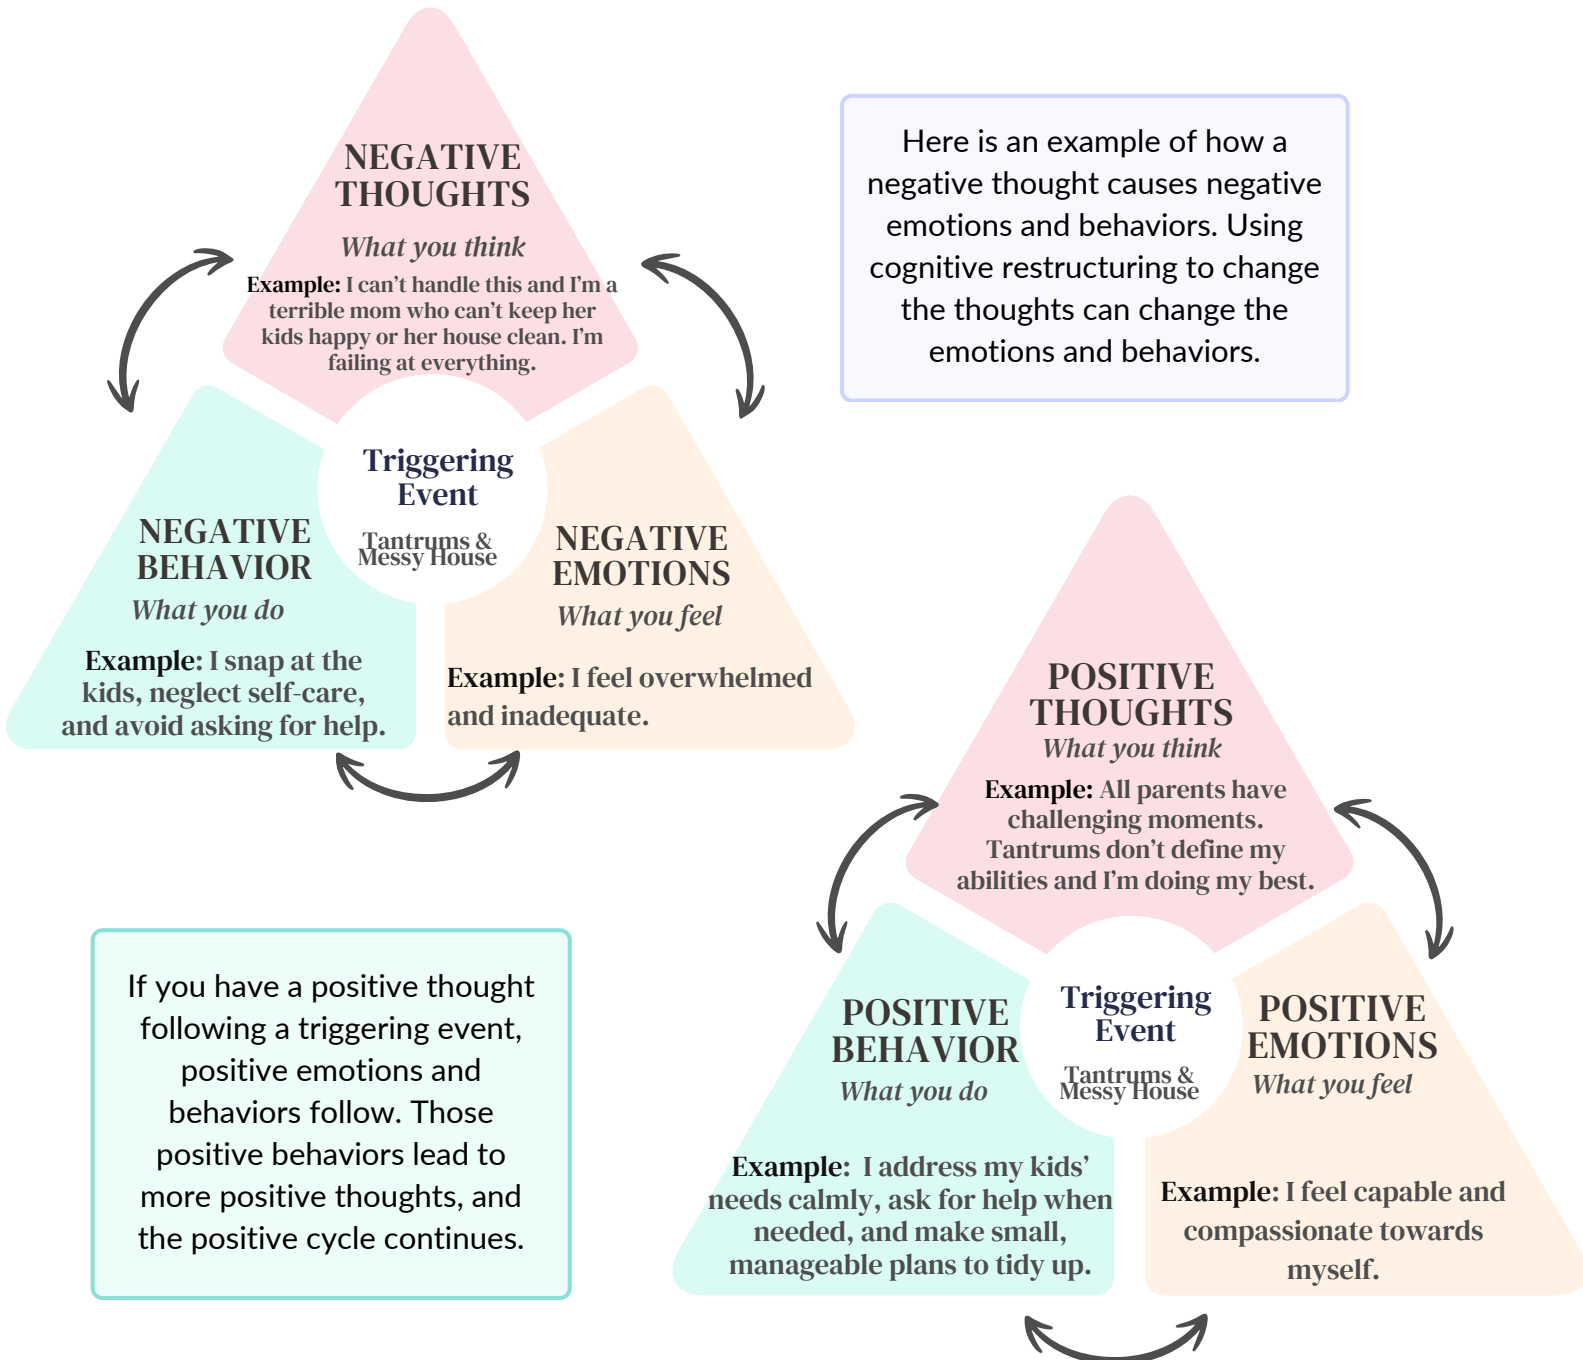 NEGATIVE
THOUGHTS
What you think
Example: I can't handle this and I'm a
terrible mom who can't keep her
kids happy or her house clean. I'm
failing at everything.
Here is an example of how a
negative thought causes negative
emotions and behaviors. Using
cognitive restructuring to change
the thoughts can change the
emotions and behaviors.
Triggering
Event
Tantrums &
Messy House
NEGATIVE
BEHAVIOR
What you do
Example: I snap at the
kids, neglect self-care,
and avoid asking for help.
NEGATIVE
EMOTIONS
What you feel
Example: I feel overwhelmed
and inadequate.
POSITIVE
THOUGHTS
What you think
Example: All parents have
challenging moments.
Tantrums don't define my
abilities and I'm doing my best.
If you have a positive thought
following a triggering event,
positive emotions and
behaviors follow. Those
positive behaviors lead to
more positive thoughts, and
the positive cycle continues.
Triggering
Event
Tantrums &
Messy House
POSITIVE
BEHAVIOR
What you do
Example: I address my kids'
needs calmly, ask for help when
needed, and make small,
manageable plans to tidy up.
POSITIVE
EMOTIONS
What you feel
Example: I feel capable and
compassionate towards
myself.